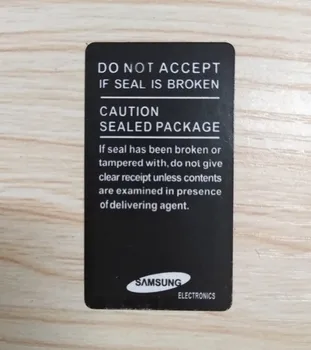 DO NOT ACCEPT
IF SEAL IS BROKEN
CAUTION
SEALED PACKAGE
If seal has been broken or
tampered with, do not give
clear receipt unless contents
are examined in presence
of delivering agent.
SAMSUNG
ELECTRONICS